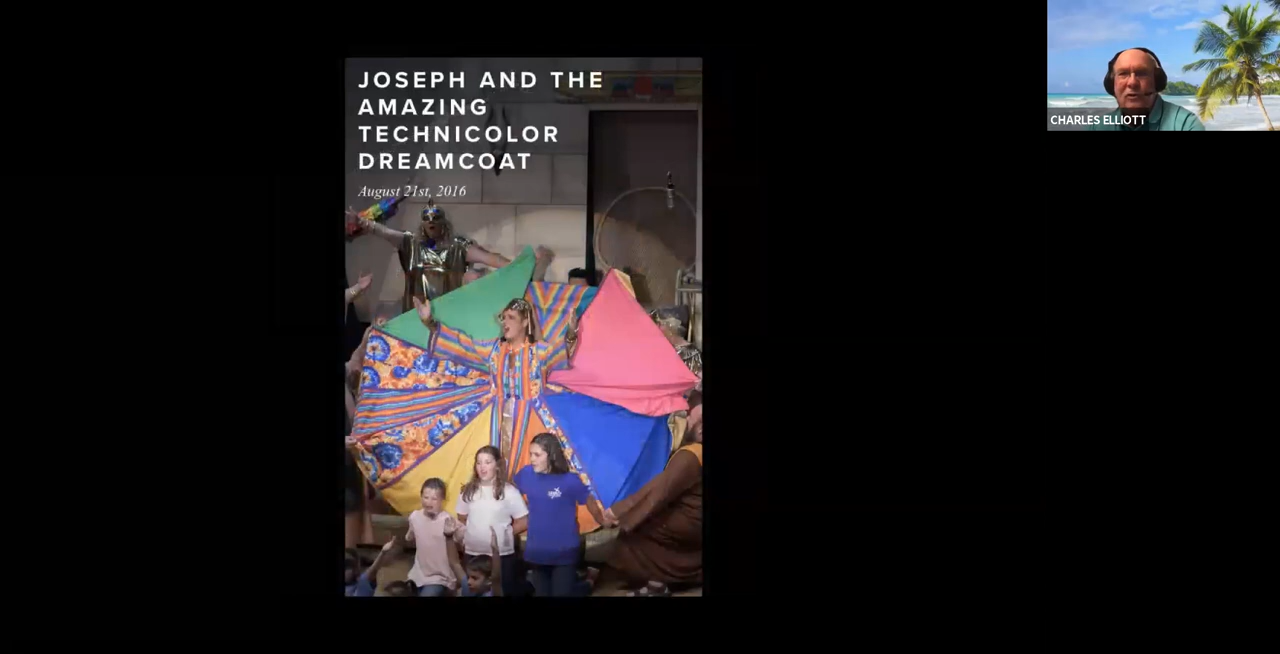 JOSEPH AND THE
AMAZING
TECHNICOLOR
DREAMCOAT
August 21st, 2016
CHARLES ELLIOTT